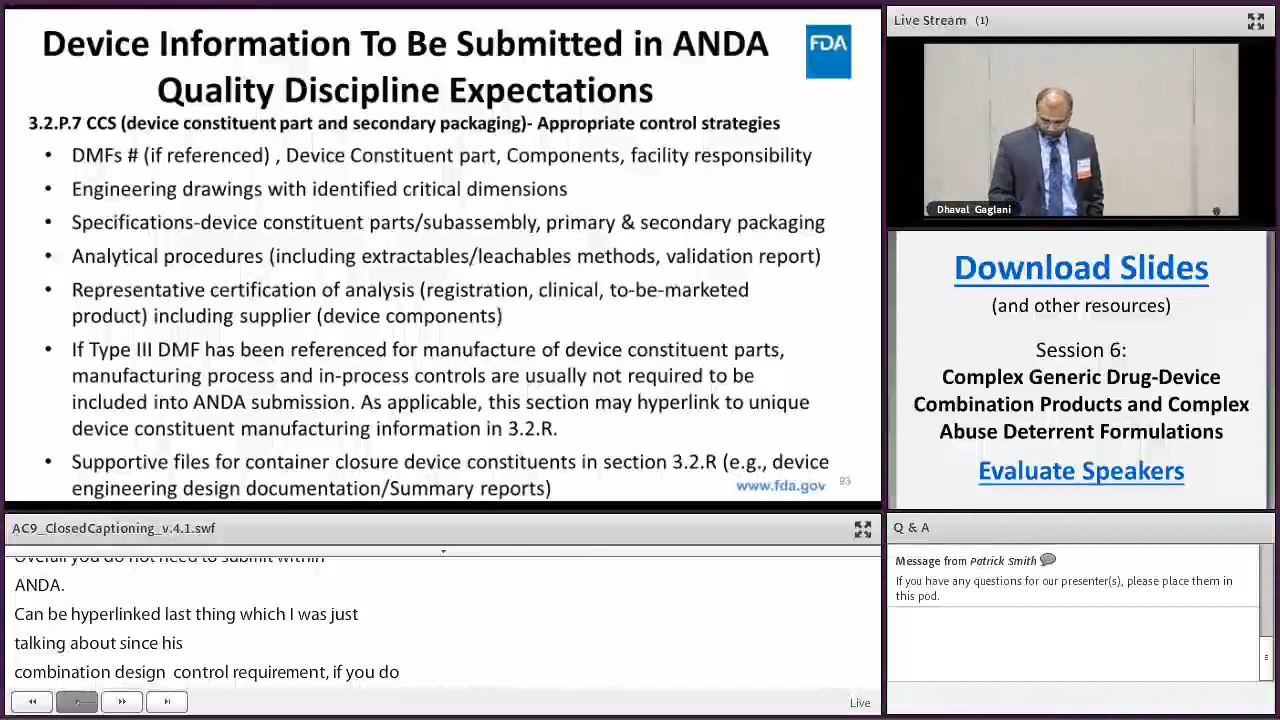 Device Information To Be Submitted in ANDA
Quality Discipline Expectations
FDA
3.2.P.7 CCS (device constituent part and secondary packaging)- Appropriate control strategies
• DMFs # (if referenced) , Device Constituent part, Components, facility responsibility
• Engineering drawings with identified critical dimensions
• Specifications-device constituent parts/subassembly, primary & secondary packaging
• Analytical procedures (including extractables/leachables methods, validation report)
• Representative certification of analysis (registration, clinical, to-be-marketed
product) including supplier (device components)
• If Type III DMF has been referenced for manufacture of device constituent parts,
manufacturing process and in-process controls are usually not required to be
included into ANDA submission. As applicable, this section may hyperlink to unique
device constituent manufacturing information in 3.2.R.
• Supportive files for container closure device constituents in section 3.2.R (e.g., device
engineering design documentation/Summary reports)
www.fda.gov
Live Stream (1)
Dhaval Gaglani
Download Slides
(and other resources)
Session 6:
Complex Generic Drug-Device
Combination Products and Complex
Abuse Deterrent Formulations
Evaluate Speakers
AC9_ClosedCaptioning_v.4.1.swf
Overall you do not need to submit within
ANDA.
Can be hyperlinked last thing which I was just
talking about since his
combination design control requirement, if you do
Live
Q & A
Message from Patrick Smith
If you have any questions for our presenter(s), please place them in
this pod.